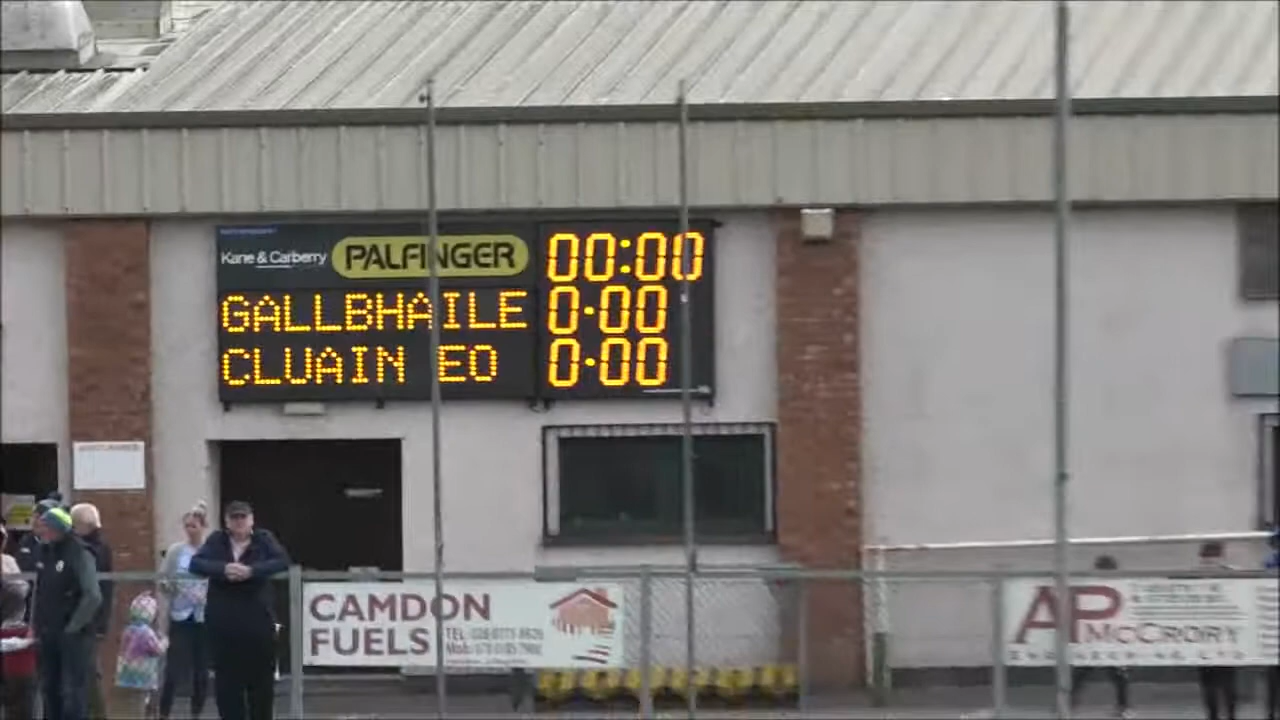 Kane & Carberry PALFINGER 00:00
GALLBHAILE 0·00
CLUAIN EO 0·00
CAMDON
FUELS
AP McCRORY